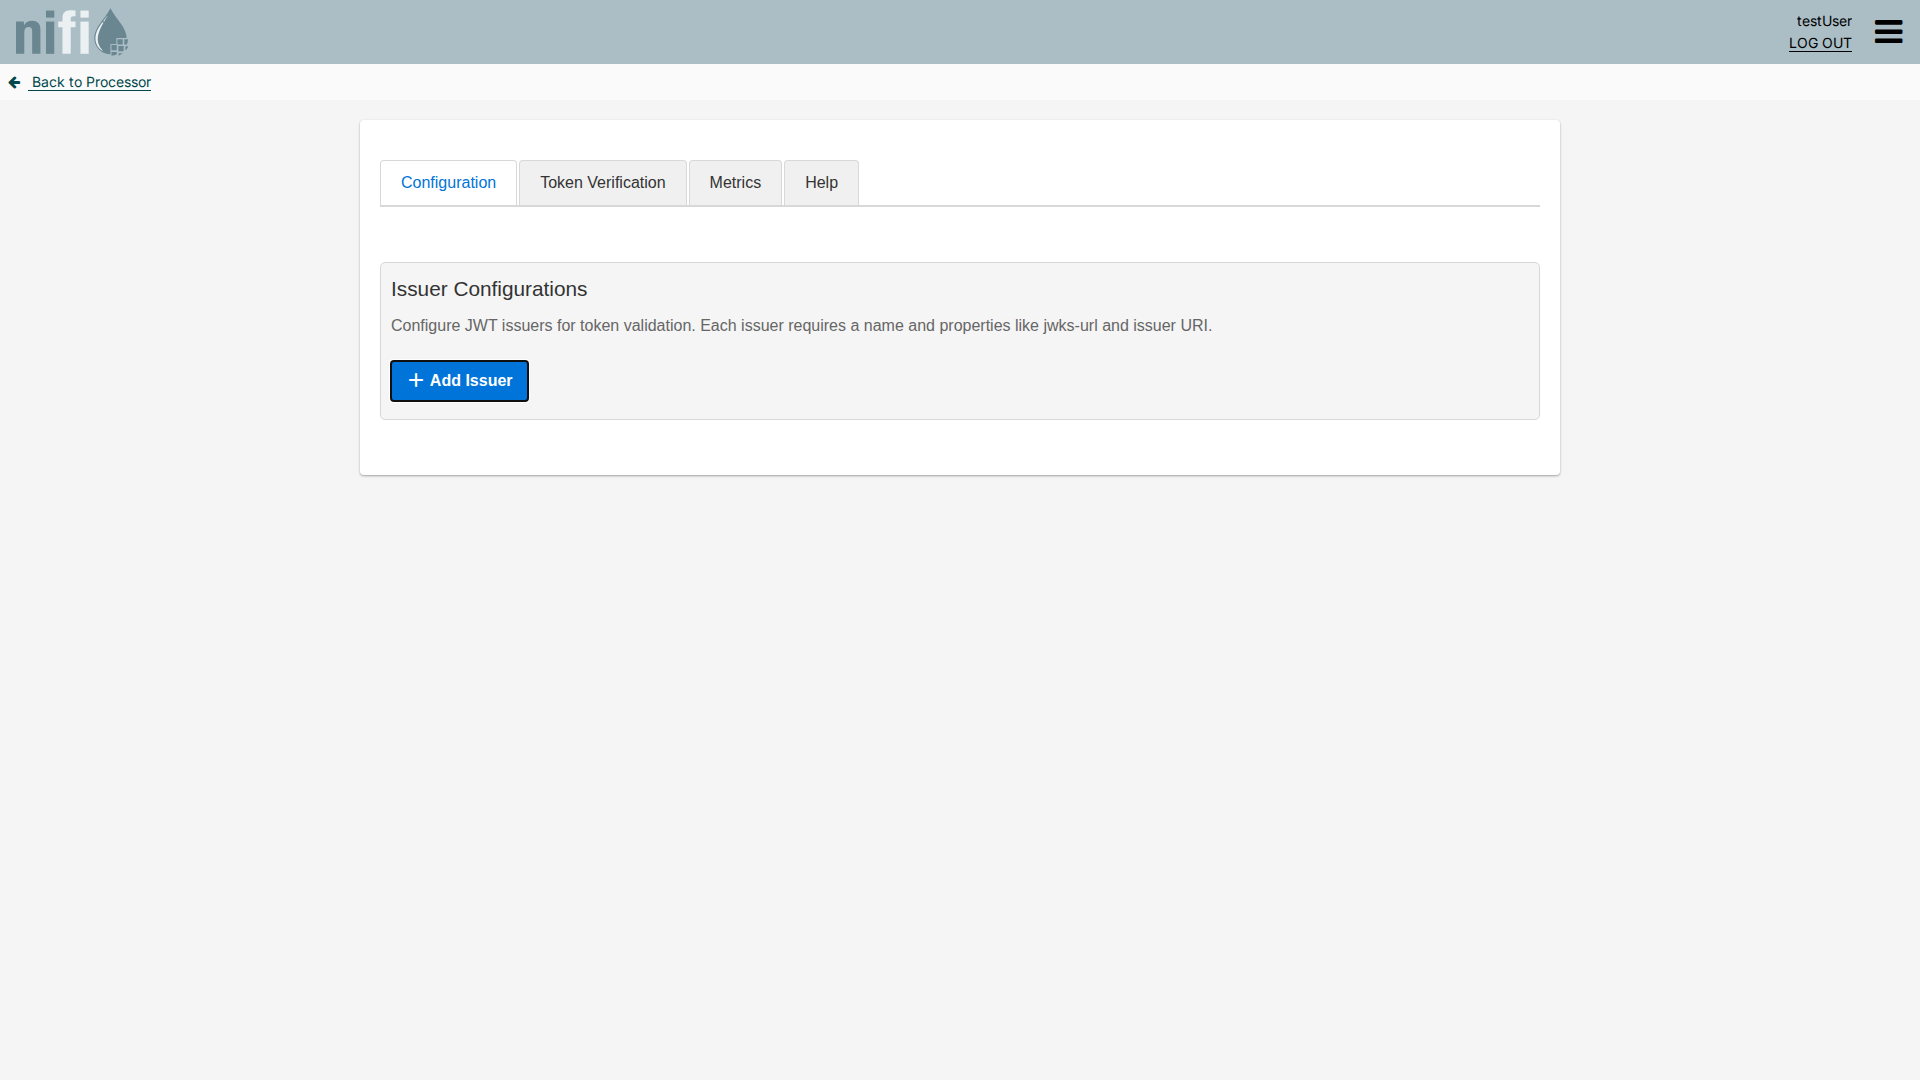 nifi
testUser
LOG OUT
Back to Processor
Configuration
Token Verification
Metrics
Help
Issuer Configurations
Configure JWT issuers for token validation. Each issuer requires a name and properties like jwks-url and issuer URI.
Add Issuer